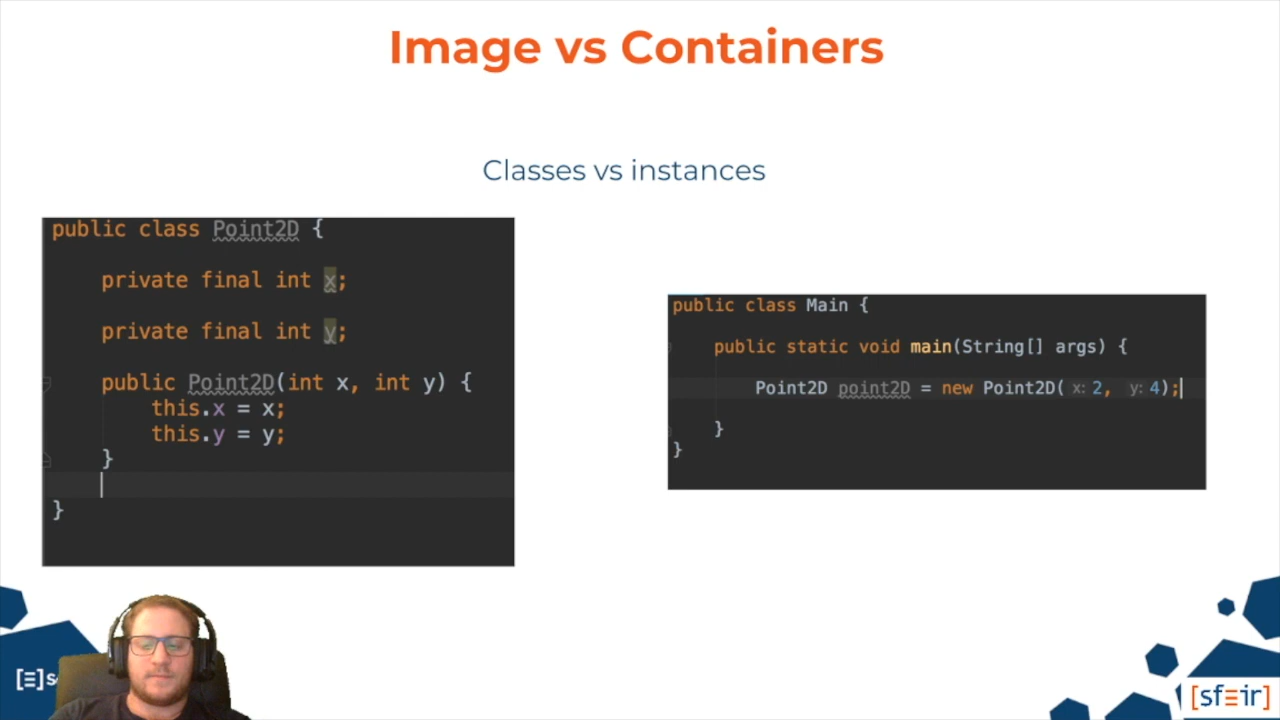 Image vs Containers
Classes vs instances
public class Point2D {
private final int x;
private final int y;
public Point2D(int x, int y) {
this.x = x;
this.y = y;
}
}
public class Main {
public static void main(String[] args) {
Point2D point2D = new Point2D( x: 2, y: 4);
}
}
[sfeir]